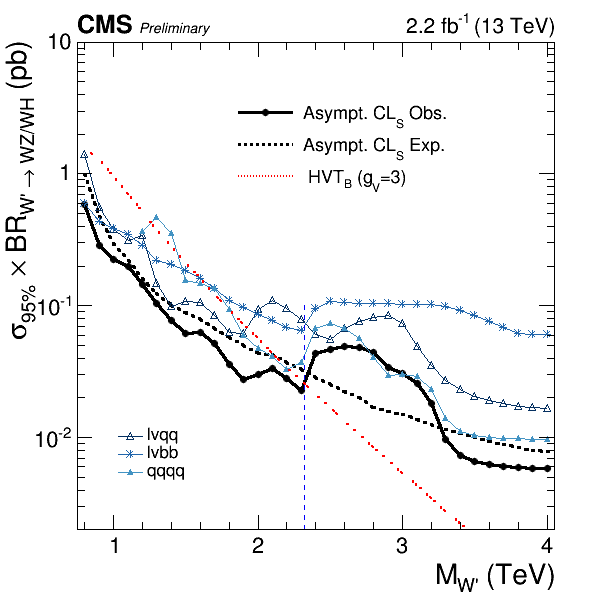 CMS Preliminary 2.2 fb⁻¹ (13 TeV)
σ95% × BRW' → WZ/WH (pb)
10
1
10⁻¹
10⁻²
Asympt. CLS Obs.
Asympt. CLS Exp.
HVTB (gV=3)
lvqq
lvbb
qqqq
1 2 3 4
MW' (TeV)